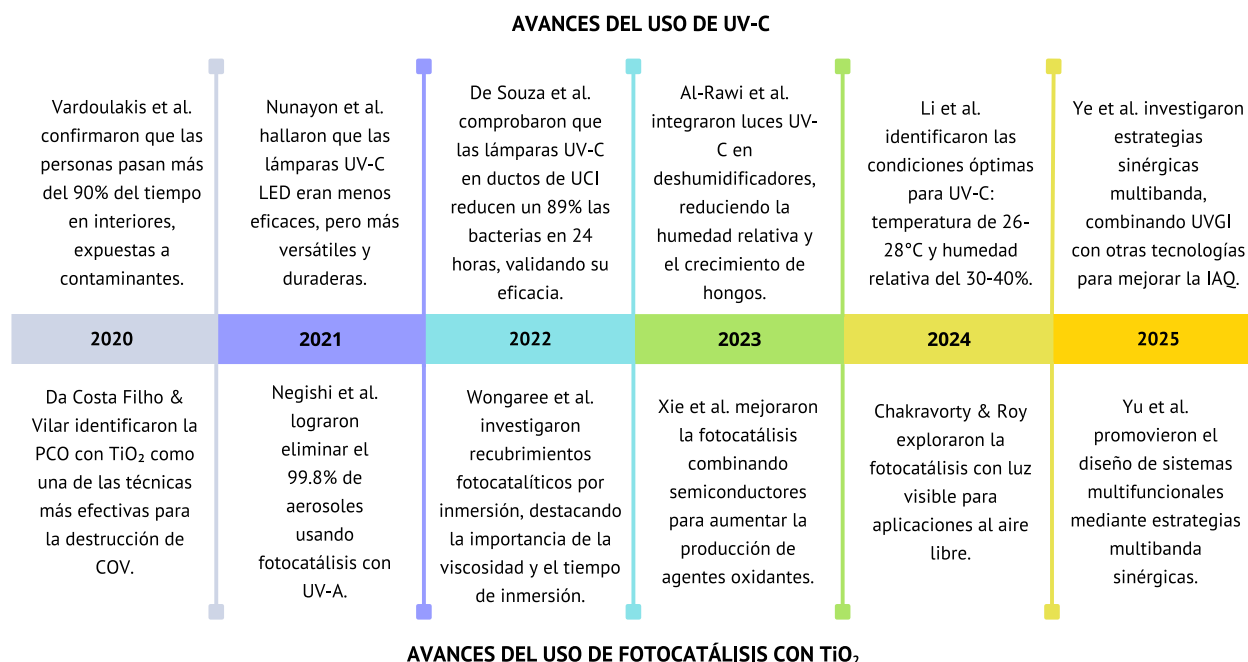 AVANCES DEL USO DE UV-C
Vardoulakis et al.
confirmaron que las
personas pasan más
del 90% del tiempo
en interiores,
expuestas a
contaminantes.
Nunayon et al.
hallaron que las
lámparas UV-C
LED eran menos
eficaces, pero más
versátiles y
duraderas.
De Souza et al.
comprobaron que
las lámparas UV-C
en ductos de UCI
reducen un 89% las
bacterias en 24
horas, validando su
eficacia.
Al-Rawi et al.
integraron luces UV-
C en
deshumidificadores,
reduciendo la
humedad relativa y
el crecimiento de
hongos.
Li et al.
identificaron las
condiciones óptimas
para UV-C:
temperatura de 26-
28°C y humedad
relativa del 30-40%.
Ye et al. investigaron
estrategias
sinérgicas
multibanda,
combinando UVGI
con otras tecnologías
para mejorar la IAQ.
2020
2021
2022
2023
2024
2025
Da Costa Filho &
Vilar identificaron la
PCO con TiO₂ como
una de las técnicas
más efectivas para
la destrucción de
COV.
Negishi et al.
lograron
eliminar el
99.8% de
aerosoles
usando
fotocatálisis con
UV-A.
Wongaree et al.
investigaron
recubrimientos
fotocatalíticos por
inmersión, destacando
la importancia de la
viscosidad y el tiempo
de inmersión.
Xie et al. mejoraron
la fotocatálisis
combinando
semiconductores
para aumentar la
producción de
agentes oxidantes.
Chakravorty & Roy
exploraron la
fotocatálisis con luz
visible para
aplicaciones al aire
libre.
Yu et al.
promovieron el
diseño de sistemas
multifuncionales
mediante estrategias
multibanda
sinérgicas.
AVANCES DEL USO DE FOTOCATÁLISIS CON TiO₂